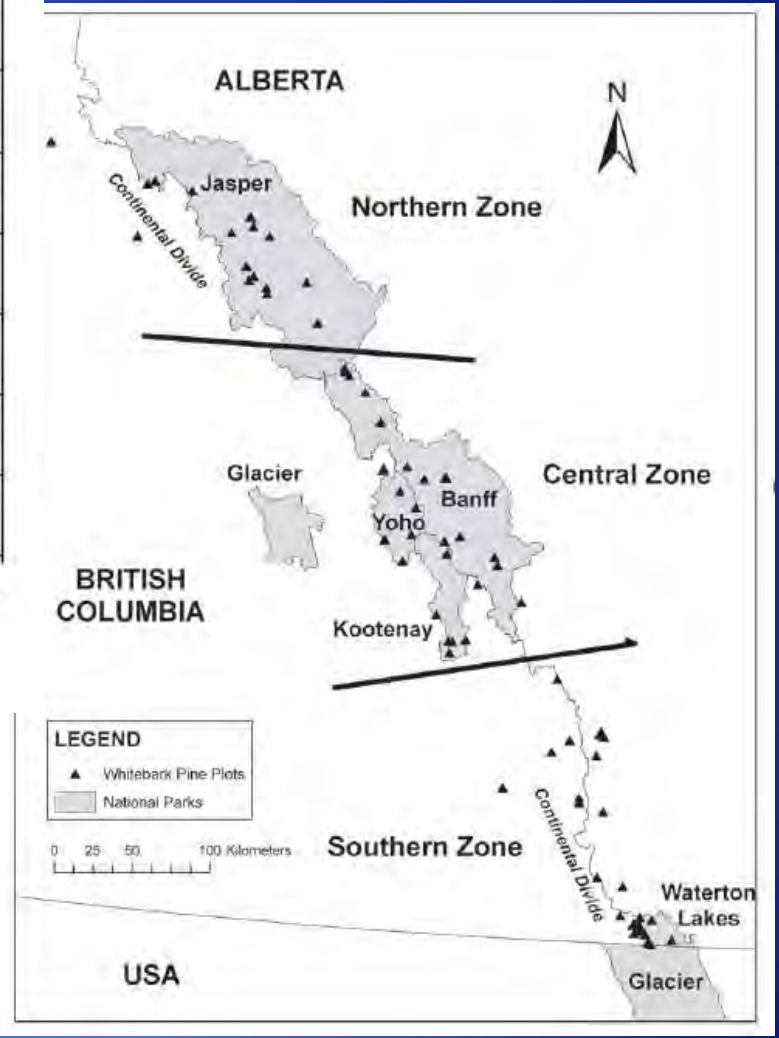 ALBERTA
N
Jasper
Continental Divide
Northern Zone
Glacier
Central Zone
Banff
Yoho
BRITISH
COLUMBIA
Kootenay
LEGEND
Whitebark Pine Plots
National Parks
0 25 50 100 Kilometers
Southern Zone
Continental Divide
Waterton
Lakes
USA
Glacier